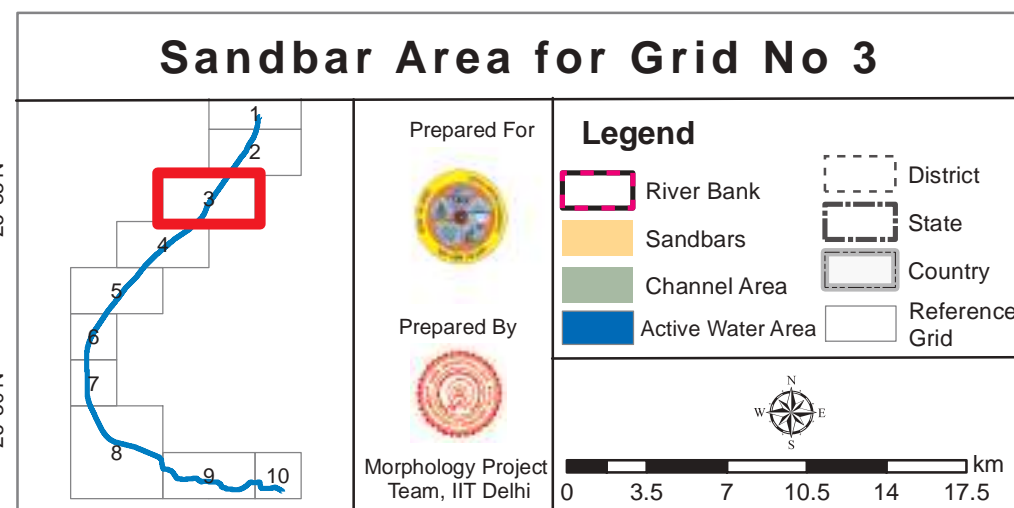 Sandbar Area for Grid No 3
1
2
3
4
5
6
7
8
9
10
Prepared For
Prepared By
Morphology Project
Team, IIT Delhi
Legend
River Bank
Sandbars
Channel Area
Active Water Area
District
State
Country
Reference
Grid
N
W E
S
km
0 3.5 7 10.5 14 17.5